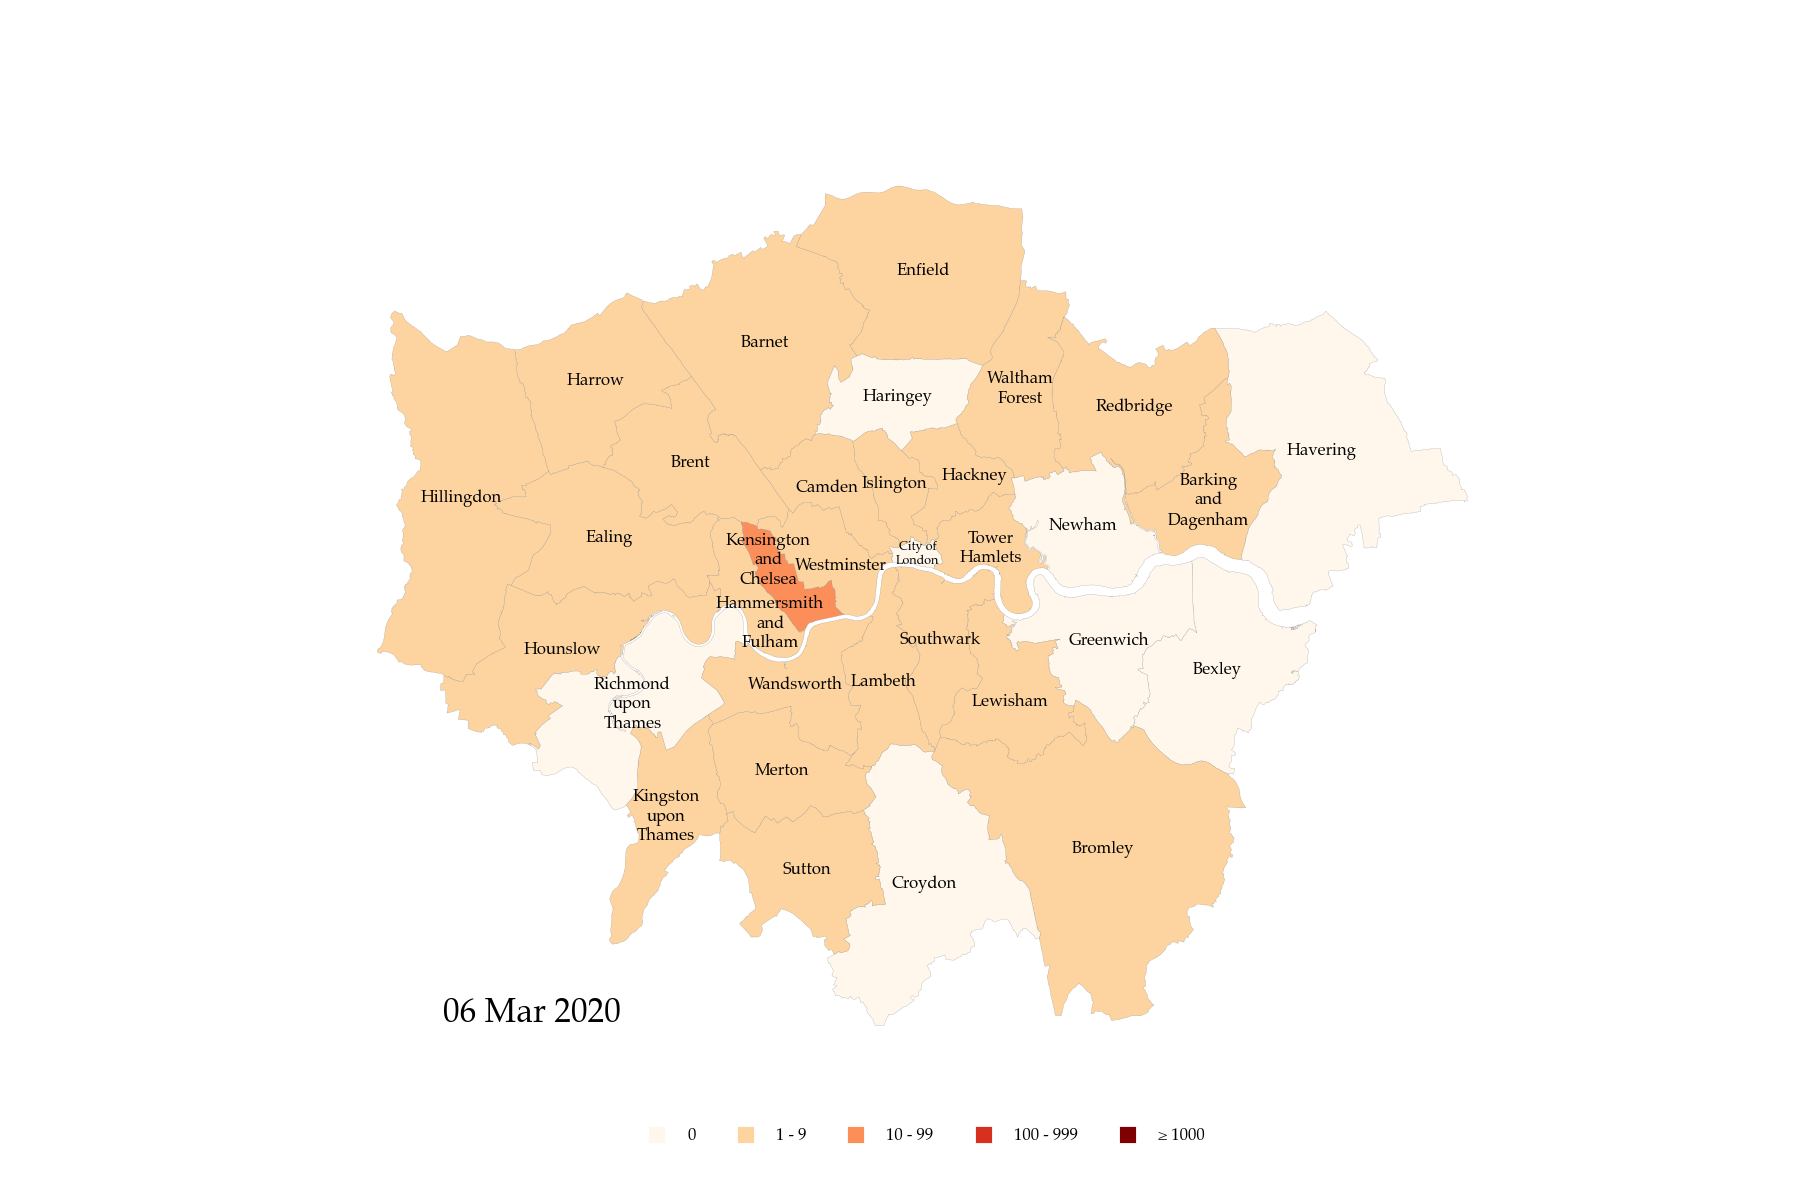 Enfield
Barnet
Harrow
Haringey
Waltham
Forest
Redbridge
Havering
Brent
Hillingdon
Camden
Islington
Hackney
Barking
and
Dagenham
Newham
Ealing
Kensington
and
Chelsea
Westminster
City of
London
Tower
Hamlets
Hammersmith
and
Fulham
Hounslow
Southwark
Greenwich
Bexley
Richmond
upon
Thames
Wandsworth
Lambeth
Lewisham
Merton
Kingston
upon
Thames
Bromley
Sutton
Croydon
06 Mar 2020
0 1 - 9 10 - 99 100 - 999 ≥ 1000